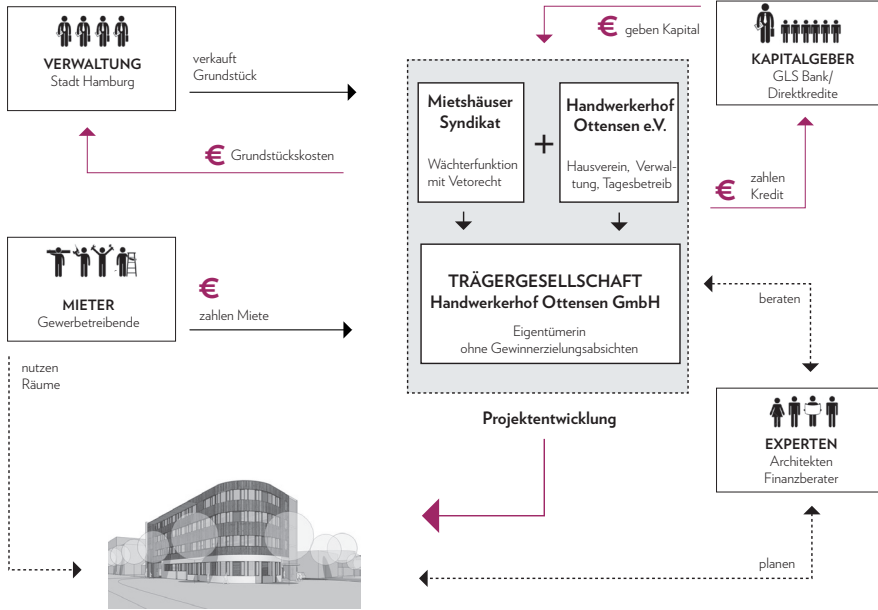 VERWALTUNG
Stadt Hamburg
verkauft
Grundstück
€ Grundstückskosten
€ geben Kapital
KAPITALGEBER
GLS Bank/
Direktkredite
€ zahlen
Kredit
Mietshäuser
Syndikat
Wächterfunktion
mit Vetorecht
+
Handwerkerhof
Ottensen e.V.
Hausverein, Verwal-
tung, Tagesbetreib
TRÄGERGESELLSCHAFT
Handwerkerhof Ottensen GmbH
Eigentümerin
ohne Gewinnerzielungsabsichten
MIETER
Gewerbetreibende
€
zahlen Miete
nutzen
Räume
beraten
Projektentwicklung
EXPERTEN
Architekten
Finanzberater
planen